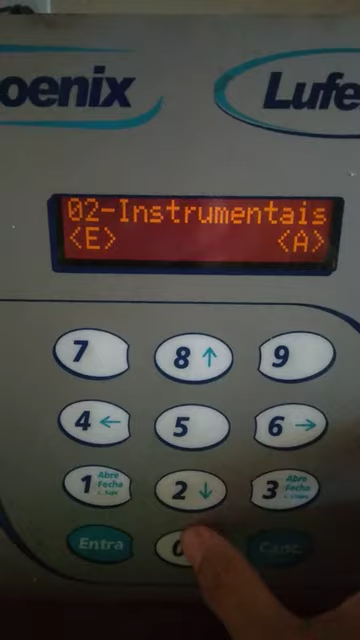 oenix Lufe
02-Instrumentais
<E> <A>
7 8↑ 9
4← 5 6→
1 Abre Fecha 2↓ 3 Abre Fecha
Entra 0 Canc